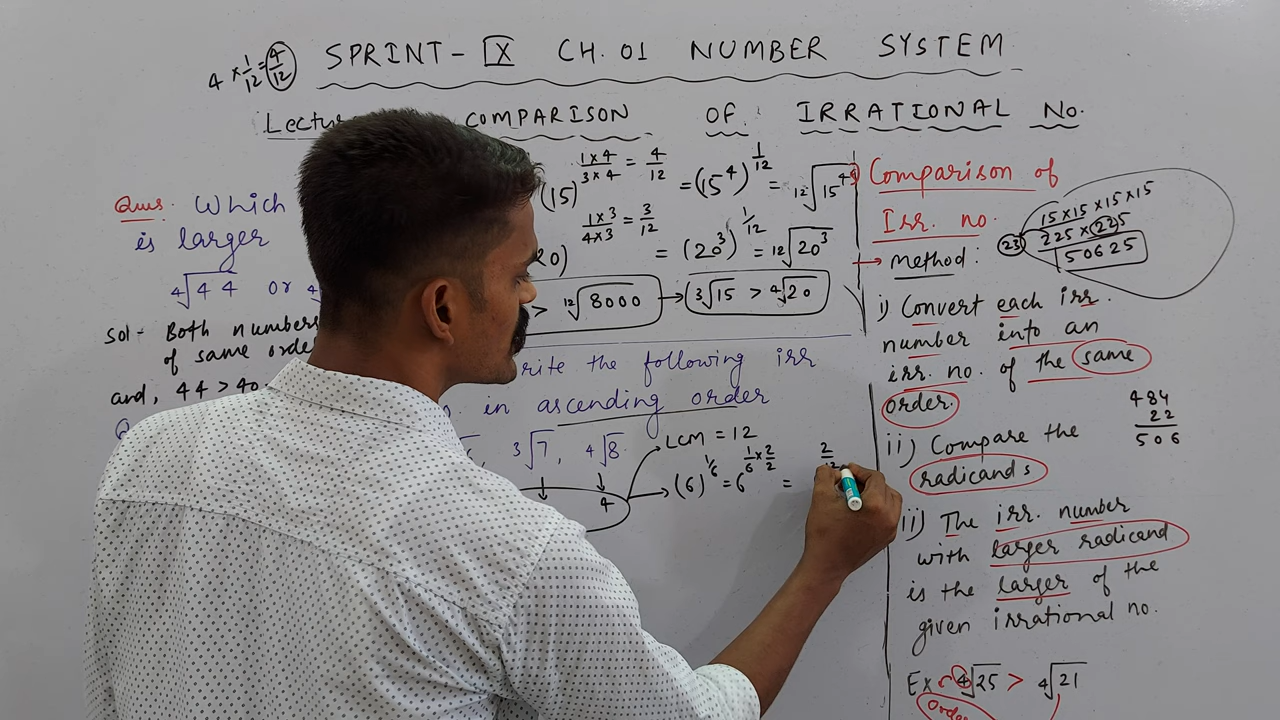 4 × 1/12 = 4/12
SPRINT - IX CH. 01 NUMBER SYSTEM
COMPARISON OF IRRATIONAL No.
Ques. Which
is larger
∜44 or
Sol - Both numbers
of same order
and, 44 > 40
(15) 1×4/3×4 = 4/12 = (15⁴)^1/12 = ¹²√15⁴
20) 1×3/4×3 = 3/12 = (20³)^1/12 = ¹²√20³
> ¹²√8000 → ³√15 > ⁴√20
rite the following irr
in ascending order
³√7, ⁴√8
4
LCM = 12
(6)^1/6 = 6^1/6×2/2 = 2/12
Comparison of
Irr. no.
→ Method:
i) Convert each irr.
number into an
irr. no. of the same
order.
ii) Compare the
radicands
ii) The irr. number
with larger radicand
is the larger of the
given irrational no.
Ex ⁴√25 > ⁴√21
Order
15×15×15×15
23 225 × 225
50625
484
22
506